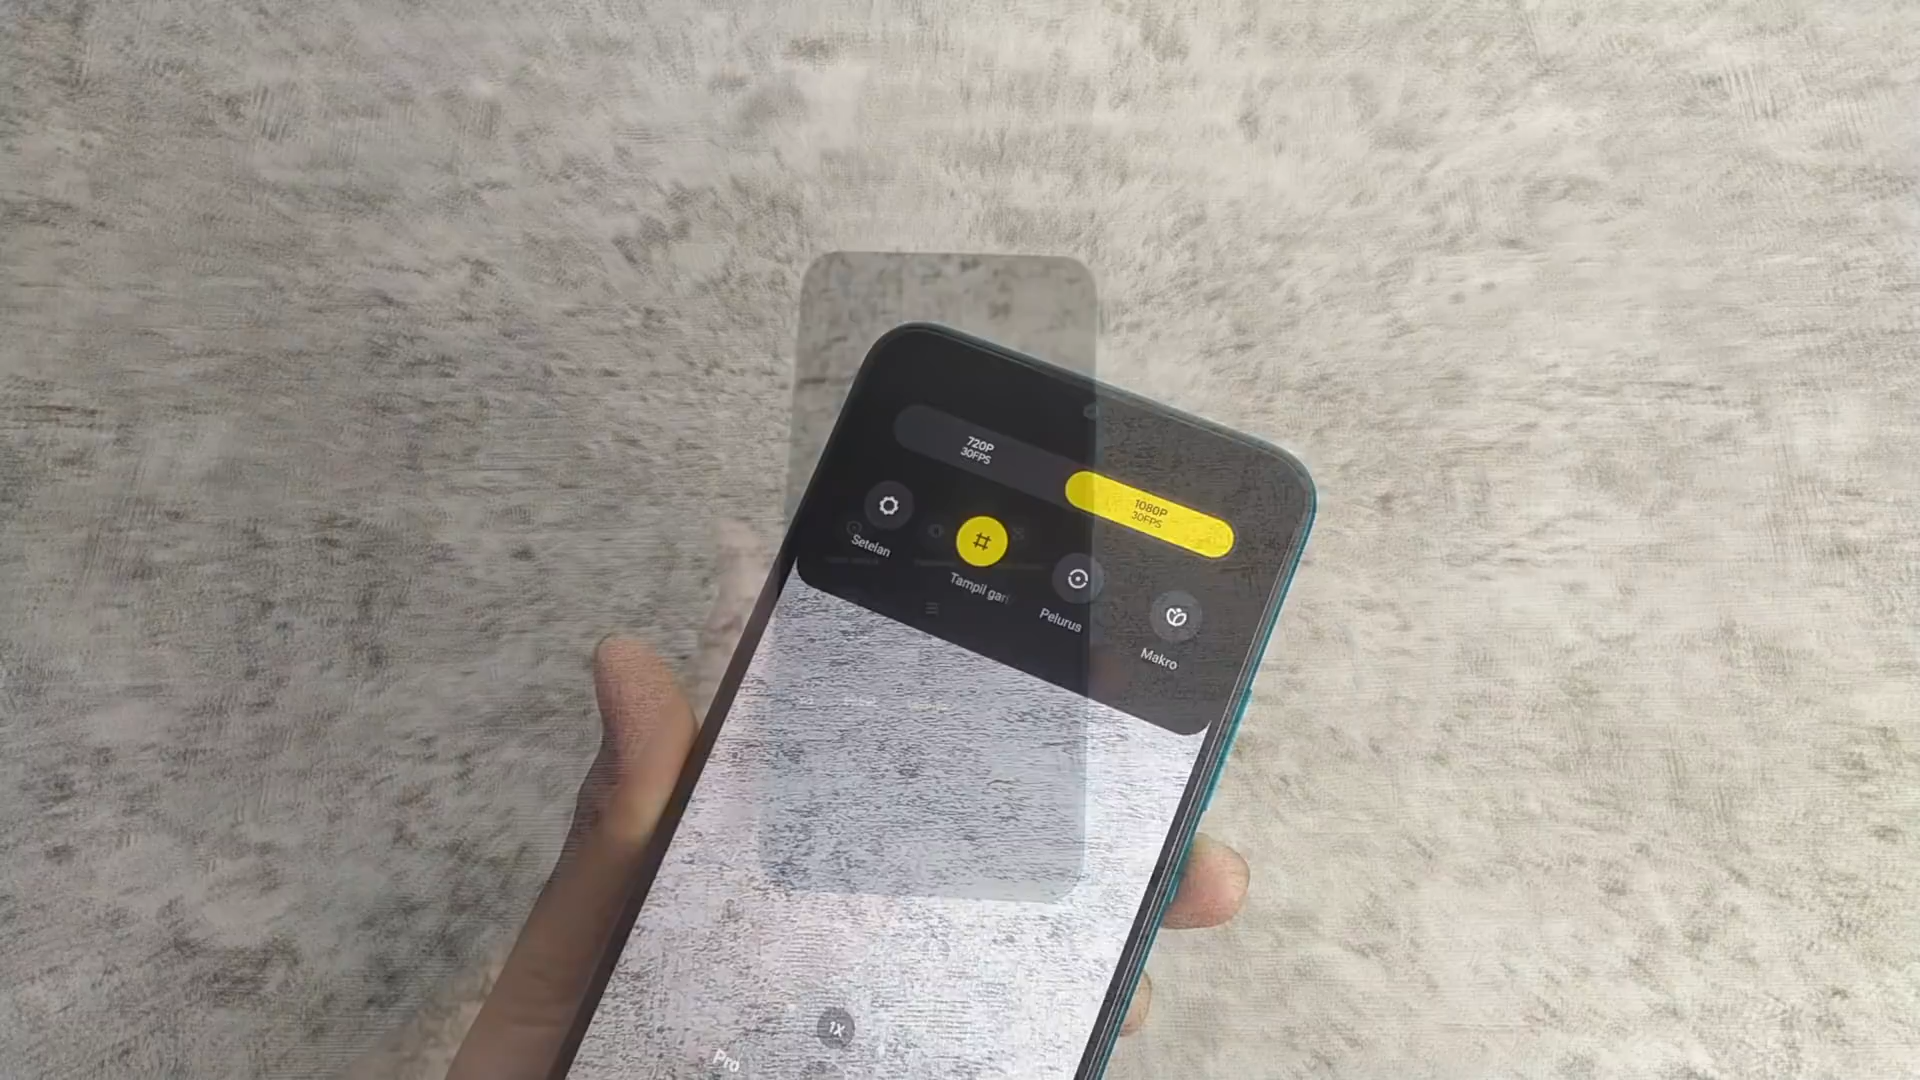 720P
30FPS
1080P
30FPS
Setelan
Tampil gari
Pelurus
Makro
1X
Pro